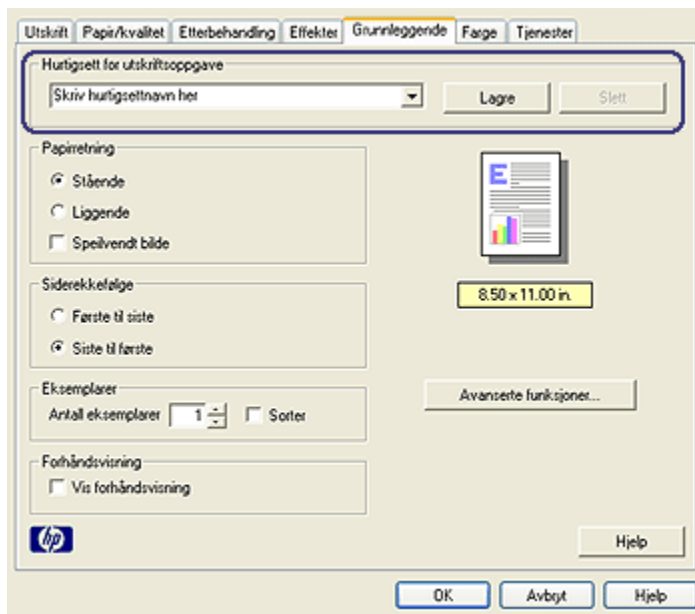 Utskrift Papir/kvalitet Etterbehandling Effekter Grunnleggende Farge Tjenester
Hurtigsett for utskriftsoppgave
Skriv hurtigsettnavn her Lagre Slett
Papirretning
Stående
Liggende
Speilvendt bilde
E
8.50 x 11.00 in.
Siderekkefølge
Første til siste
Siste til første
Eksemplarer
Antall eksemplarer 1 Sorter
Avanserte funksjoner...
Forhåndsvisning
Vis forhåndsvisning
hp
Hjelp
OK Avbryt Hjelp